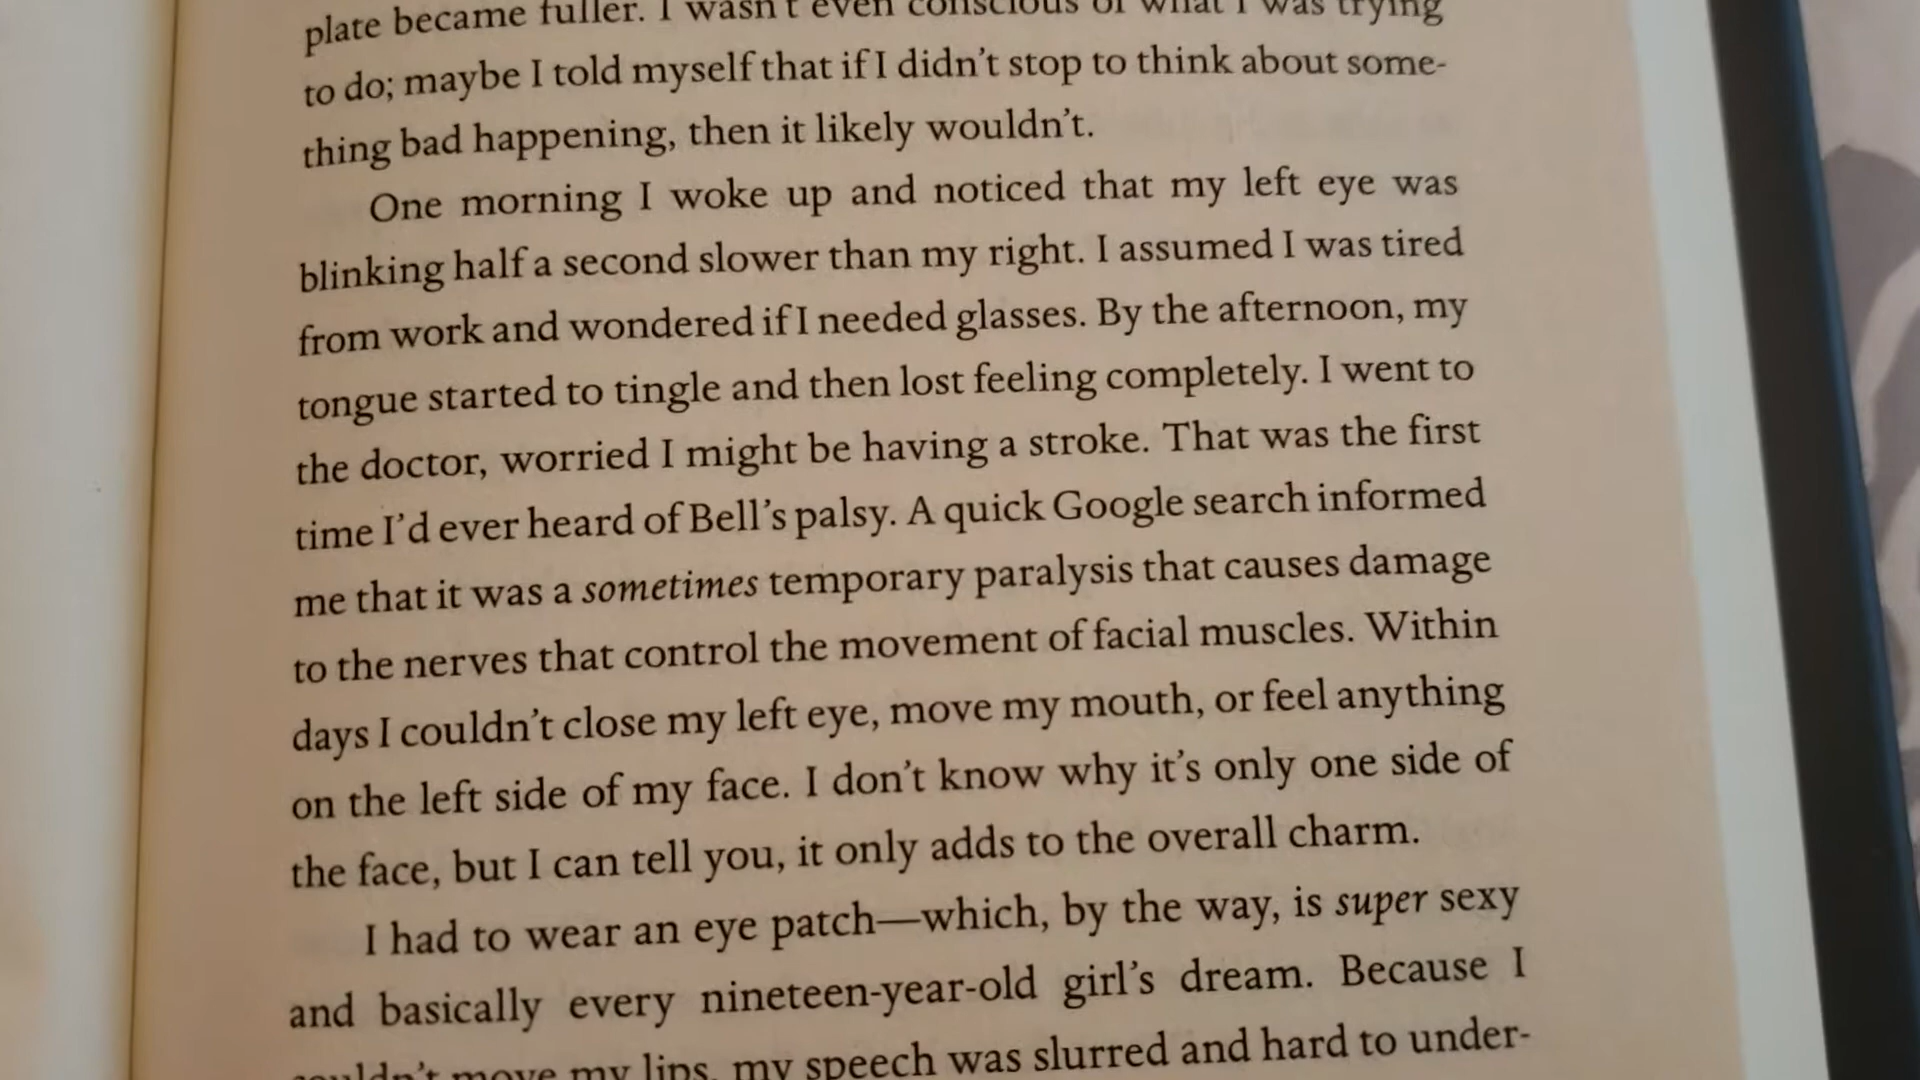 plate became fuller. I wasn't even conscious of what I was trying
to do; maybe I told myself that if I didn't stop to think about some-
thing bad happening, then it likely wouldn't.
One morning I woke up and noticed that my left eye was
blinking half a second slower than my right. I assumed I was tired
from work and wondered if I needed glasses. By the afternoon, my
tongue started to tingle and then lost feeling completely. I went to
the doctor, worried I might be having a stroke. That was the first
time I'd ever heard of Bell's palsy. A quick Google search informed
me that it was a sometimes temporary paralysis that causes damage
to the nerves that control the movement of facial muscles. Within
days I couldn't close my left eye, move my mouth, or feel anything
on the left side of my face. I don't know why it's only one side of
the face, but I can tell you, it only adds to the overall charm.
I had to wear an eye patch—which, by the way, is super sexy
and basically every nineteen-year-old girl's dream. Because I
couldn't move my lips, my speech was slurred and hard to under-